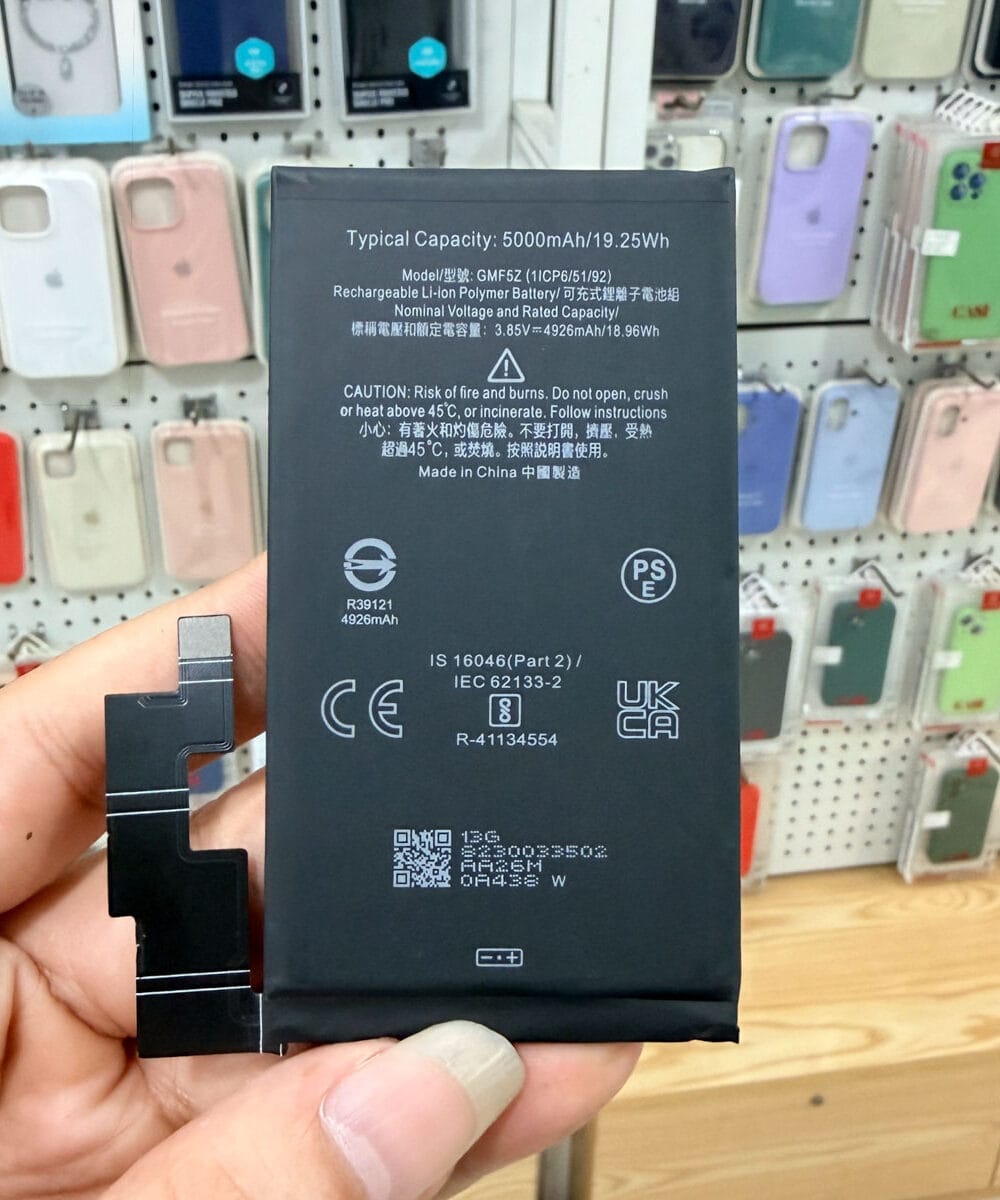 Typical Capacity: 5000mAh/19.25Wh
Model/型號: GMF5Z (1ICP6/51/92)
Rechargeable Li-Ion Polymer Battery/ 可充式鋰離子電池組
Nominal Voltage and Rated Capacity/
標稱電壓和額定電容量: 3.85V⎓4926mAh/18.96Wh
CAUTION: Risk of fire and burns. Do not open, crush
or heat above 45℃, or incinerate. Follow instructions
小心: 有著火和灼傷危險。不要打開, 擠壓, 受熱
超過45℃, 或焚燒。按照說明書使用。
Made in China 中國製造
R39121
4926mAh
PS
E
IS 16046(Part 2) /
IEC 62133-2
CE
UK
CA
R-41134554
13G
8230033502
AA26M
0A438 W
CASE